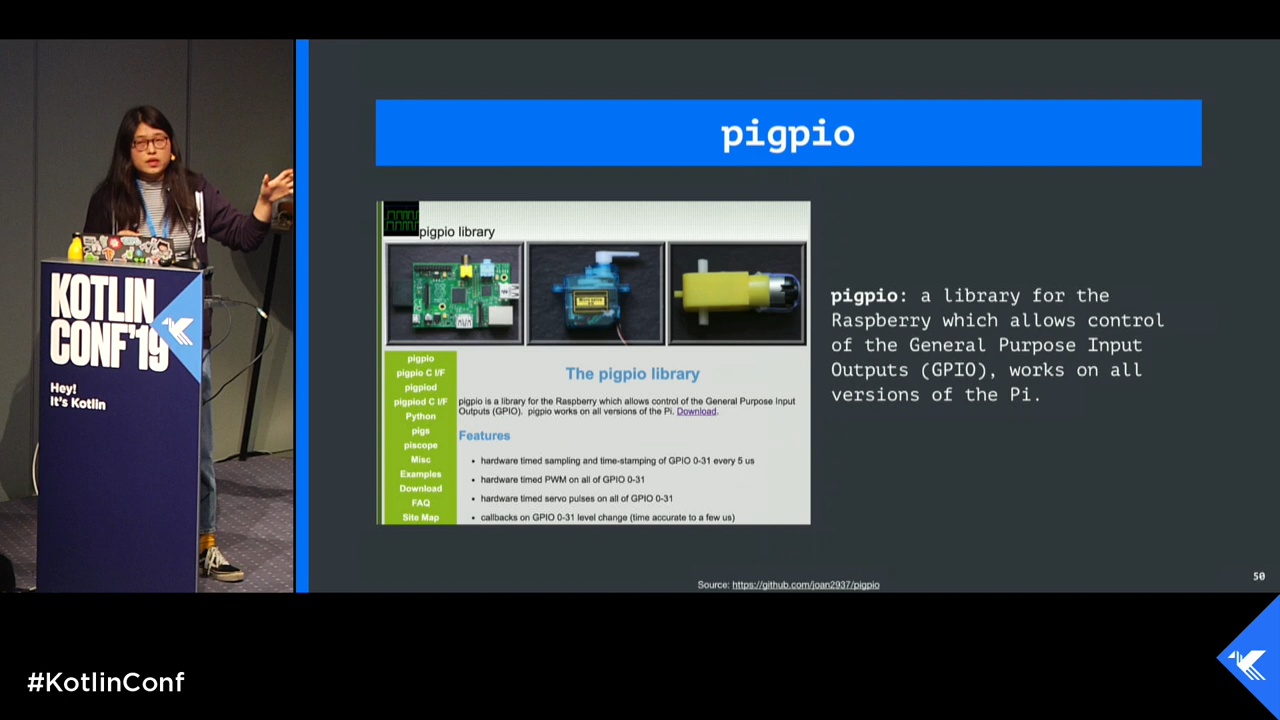 pigpio
pigpio library
pigpio
pigpio C I/F
pigpiod
pigpiod C I/F
Python
pigs
piscope
Misc
Examples
Download
FAQ
Site Map
The pigpio library
pigpio is a library for the Raspberry which allows control of the General Purpose Input
Outputs (GPIO). pigpio works on all versions of the Pi. Download.
Features
• hardware timed sampling and time-stamping of GPIO 0-31 every 5 us
• hardware timed PWM on all of GPIO 0-31
• hardware timed servo pulses on all of GPIO 0-31
• callbacks on GPIO 0-31 level change (time accurate to a few us)
pigpio: a library for the
Raspberry which allows control
of the General Purpose Input
Outputs (GPIO), works on all
versions of the Pi.
Source: https://github.com/joan2937/pigpio
50
KOTLIN
CONF'19
Hey!
It's Kotlin
#KotlinConf